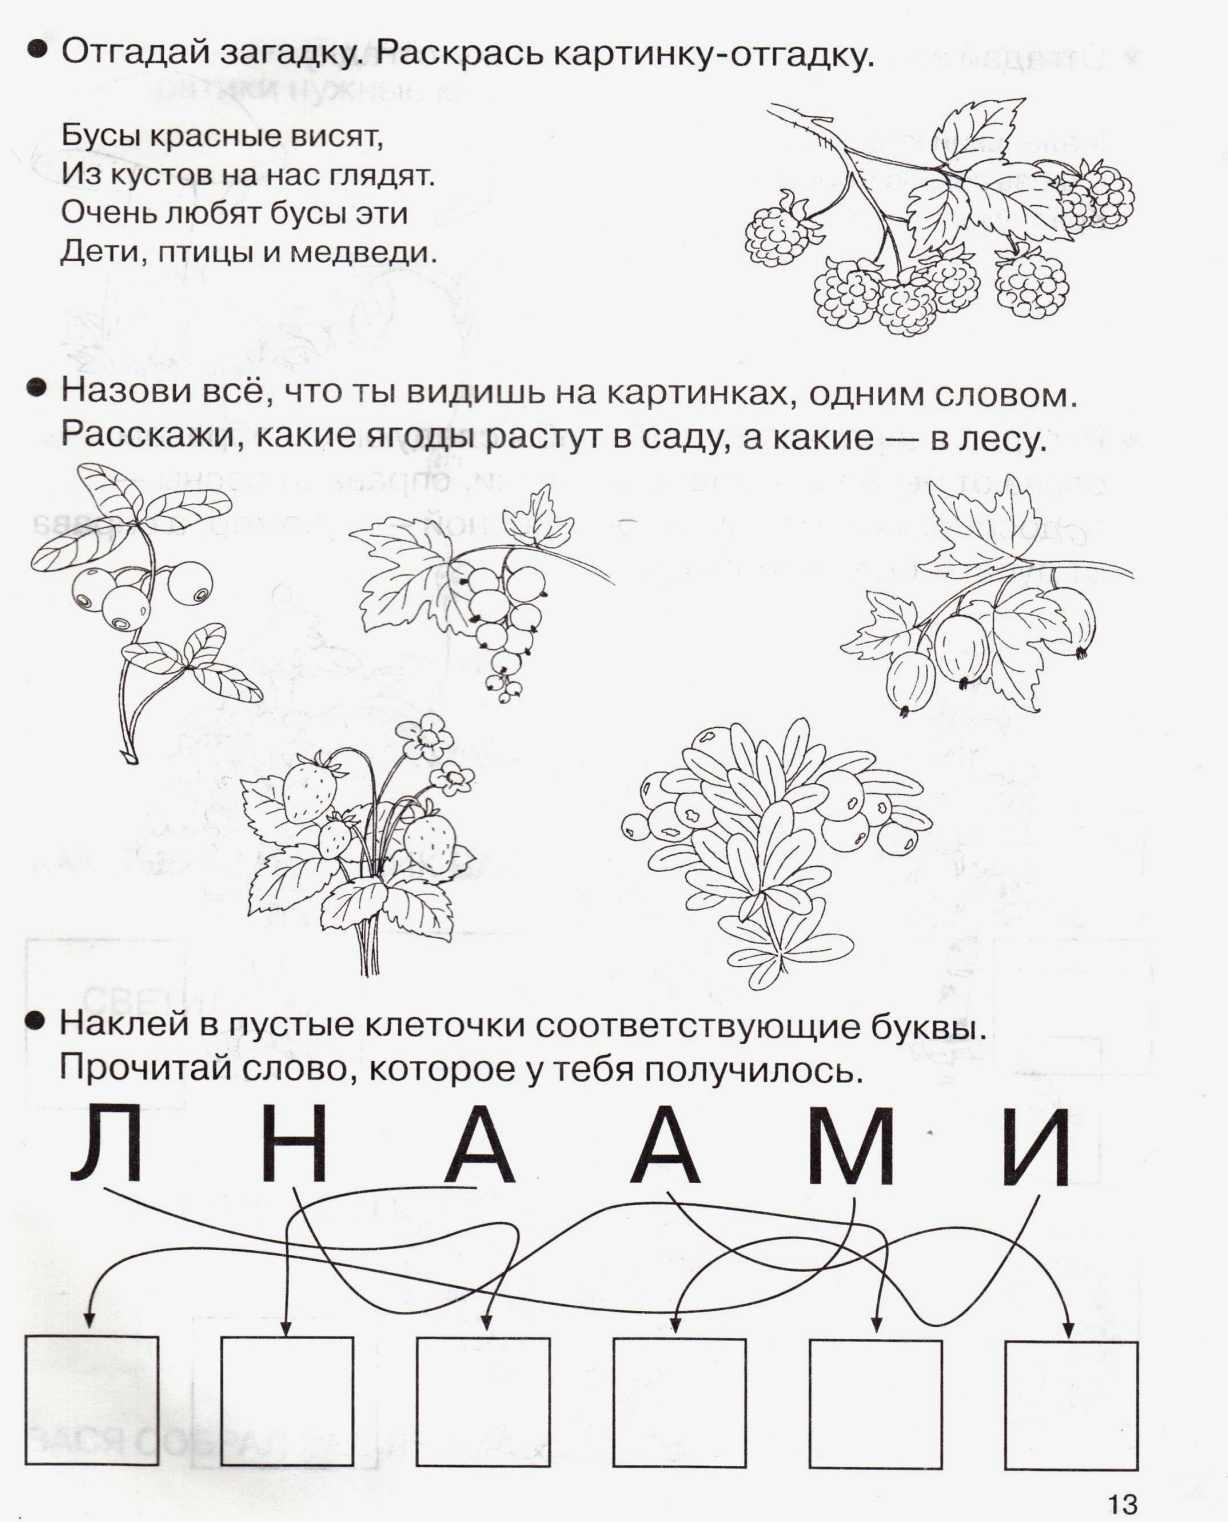 Отгадай загадку. Раскрась картинку-отгадку.
Бусы красные висят,
Из кустов на нас глядят.
Очень любят бусы эти
Дети, птицы и медведи.
Назови всё, что ты видишь на картинках, одним словом.
Расскажи, какие ягоды растут в саду, а какие — в лесу.
Наклей в пустые клеточки соответствующие буквы.
Прочитай слово, которое у тебя получилось.
Л Н А А М И
13